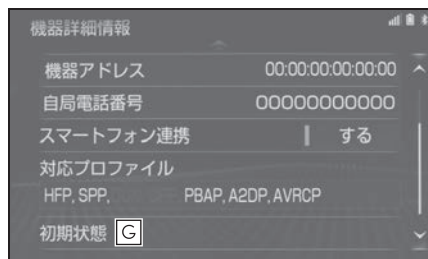 機器詳細情報
機器アドレス 00:00:00:00:00:00
自局電話番号 00000000000
スマートフォン連携 する
対応プロファイル
HFP, SPP, PBAP, A2DP, AVRCP
初期状態 G